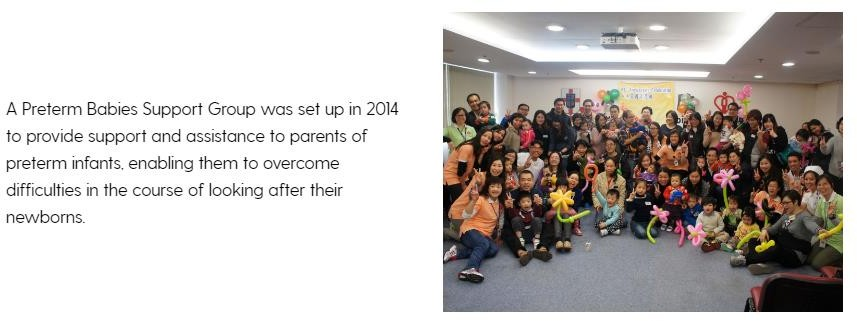 A Preterm Babies Support Group was set up in 2014
to provide support and assistance to parents of
preterm infants, enabling them to overcome
difficulties in the course of looking after their
newborns.